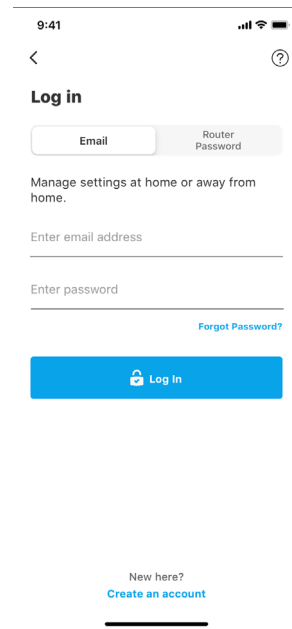 9:41
?
Log in
Email
Router
Password
Manage settings at home or away from
home.
Enter email address
Enter password
Forgot Password?
Log In
New here?
Create an account